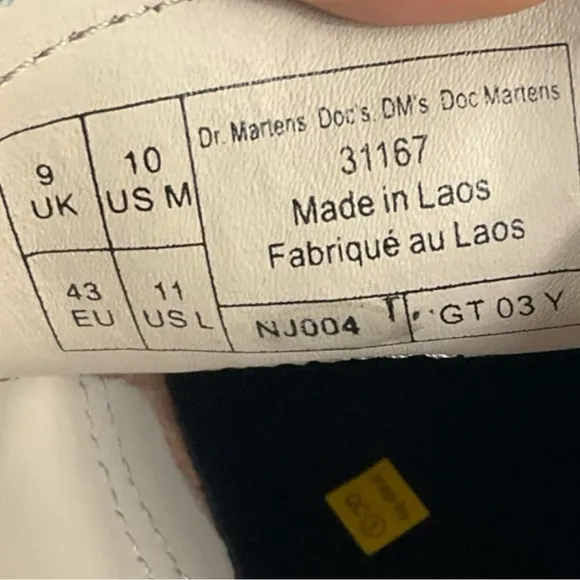 9
UK
10
US M
43
EU
11
US L
Dr. Martens Doc's. DM's Doc Martens
31167
Made in Laos
Fabriqué au Laos
NJ004
GT 03 Y